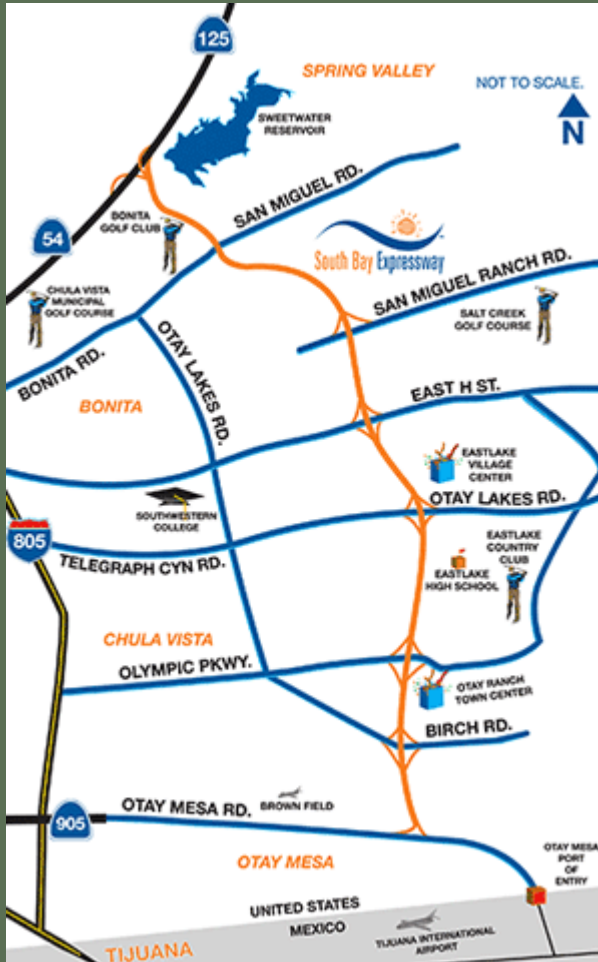 125
SPRING VALLEY
NOT TO SCALE.
N
SWEETWATER
RESERVOIR
SAN MIGUEL RD.
BONITA
GOLF CLUB
54
South Bay Expressway
SAN MIGUEL RANCH RD.
CHULA VISTA
MUNICIPAL
GOLF COURSE
SALT CREEK
GOLF COURSE
BONITA RD.
OTAY LAKES RD.
EAST H ST.
BONITA
EASTLAKE
VILLAGE
CENTER
OTAY LAKES RD.
SOUTHWESTERN
COLLEGE
805
TELEGRAPH CYN RD.
EASTLAKE
COUNTRY
CLUB
EASTLAKE
HIGH SCHOOL
CHULA VISTA
OLYMPIC PKWY.
OTAY RANCH
TOWN CENTER
BIRCH RD.
OTAY MESA RD.
BROWN FIELD
905
OTAY MESA
OTAY MESA
PORT
OF
ENTRY
UNITED STATES
MEXICO
TIJUANA INTERNATIONAL
AIRPORT
TIJUANA